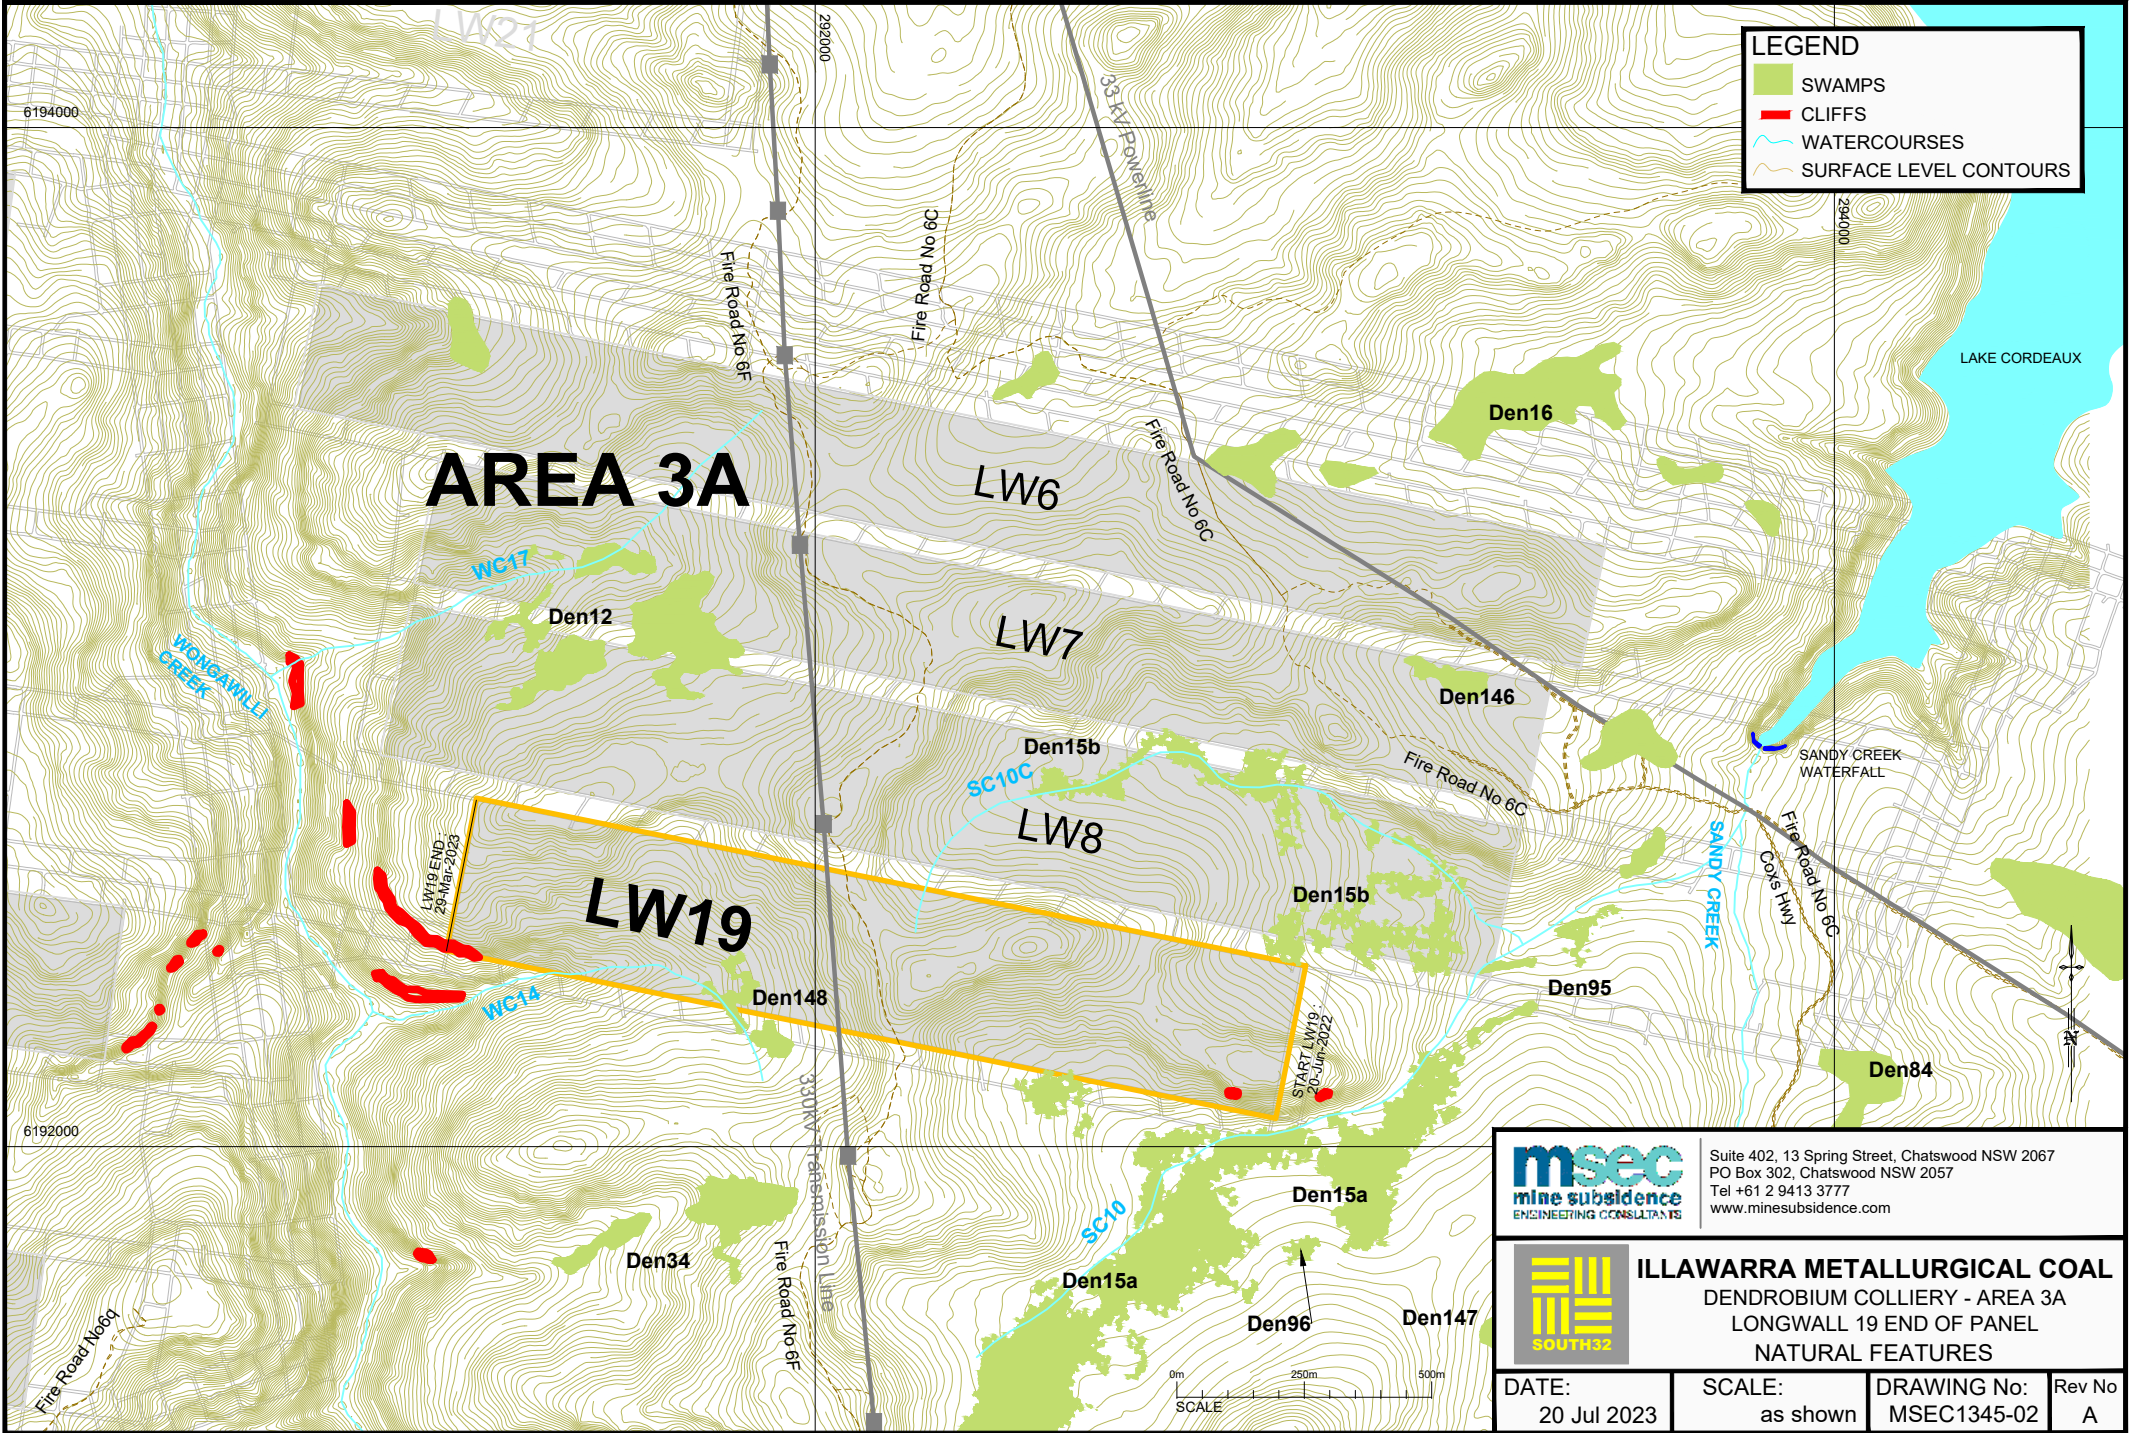 LW21
292000
33 kV Powerline
LEGEND
SWAMPS
CLIFFS
WATERCOURSES
SURFACE LEVEL CONTOURS
6194000
294000
Fire Road No 6C
Fire Road No 6F
LAKE CORDEAUX
Den16
Fire Road No 6C
AREA 3A
LW6
WC17
Den12
LW7
WONGAWILLI
CREEK
Den146
Den15b
SC10C
Fire Road No 6C
SANDY CREEK
WATERFALL
LW8
LW19 END :
29-Mar-2023
LW19
Den15b
SANDY CREEK
Coxs Hwy
Fire Road No 6C
WC14
Den148
Den95
START LW19 :
20-Jun-2022
N
Den84
330kV Transmission Line
6192000
Den15a
SC10
Den34
Den15a
Fire Road No 6F
Den96
Den147
Fire Road No6q
0m
250m
500m
SCALE
msec
mine subsidence
ENGINEERING CONSULTANTS
Suite 402, 13 Spring Street, Chatswood NSW 2067
PO Box 302, Chatswood NSW 2057
Tel +61 2 9413 3777
www.minesubsidence.com
SOUTH32
ILLAWARRA METALLURGICAL COAL
DENDROBIUM COLLIERY - AREA 3A
LONGWALL 19 END OF PANEL
NATURAL FEATURES
DATE:
20 Jul 2023
SCALE:
as shown
DRAWING No:
MSEC1345-02
Rev No
A